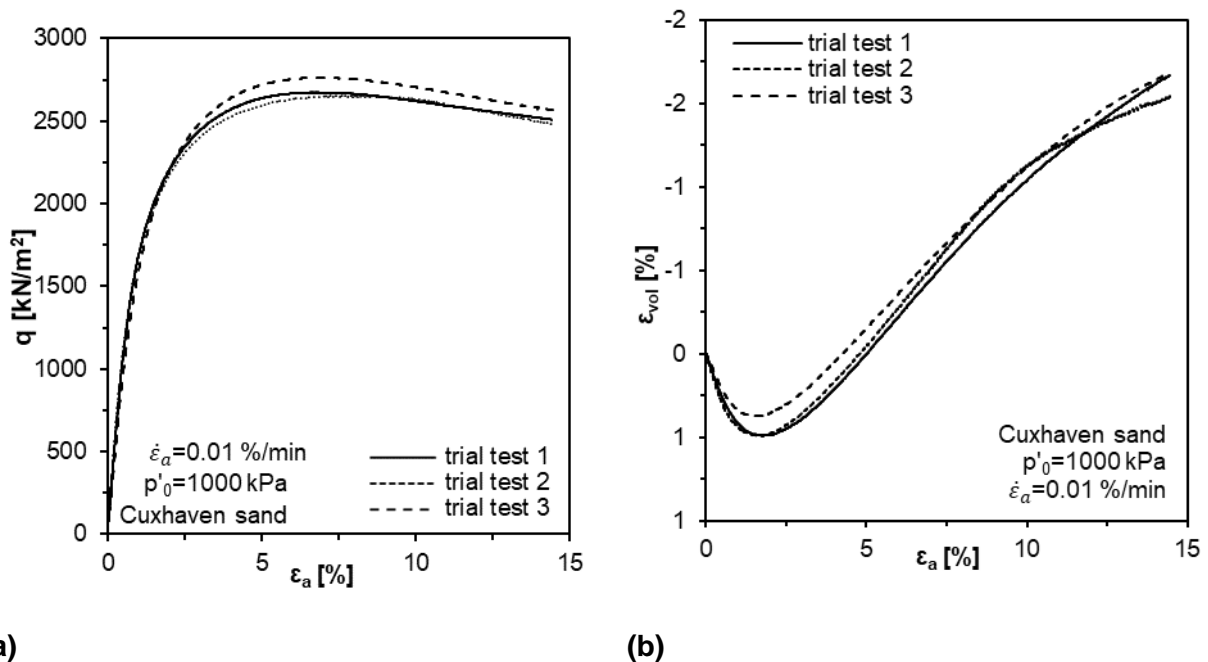 3000
2500
2000
1500
1000
500
0
q [kN/m²]
ε̇ₐ=0.01 %/min
p'₀=1000 kPa
Cuxhaven sand
trial test 1
trial test 2
trial test 3
0 5 10 15
εₐ [%]
-2
-2
-1
-1
0
1
1
ε_vol [%]
trial test 1
trial test 2
trial test 3
Cuxhaven sand
p'₀=1000 kPa
ε̇ₐ=0.01 %/min
0 5 10 15
εₐ [%]
a)
(b)